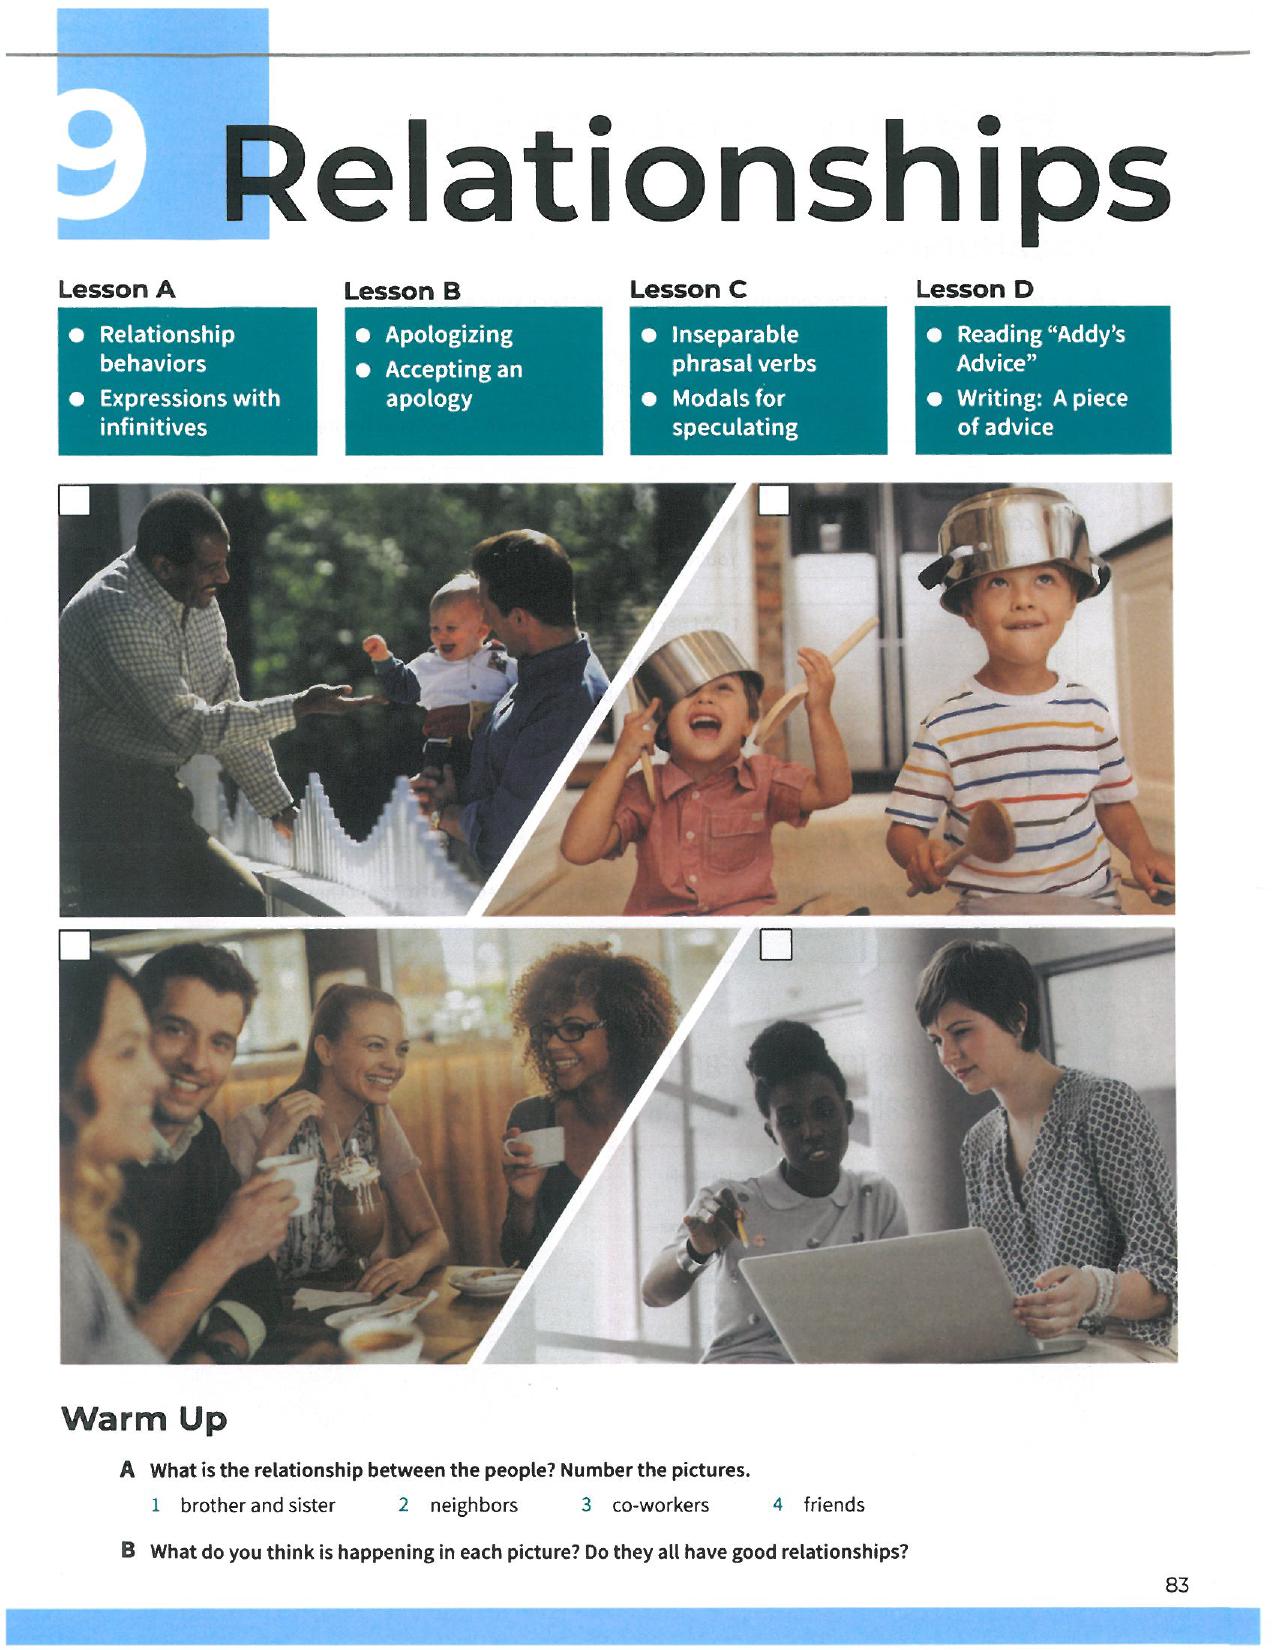 9 Relationships
Lesson A
● Relationship
behaviors
● Expressions with
infinitives
Lesson B
● Apologizing
● Accepting an
apology
Lesson C
● Inseparable
phrasal verbs
● Modals for
speculating
Lesson D
● Reading “Addy’s
Advice”
● Writing: A piece
of advice
Warm Up
A What is the relationship between the people? Number the pictures.
1 brother and sister 2 neighbors 3 co-workers 4 friends
B What do you think is happening in each picture? Do they all have good relationships?
83